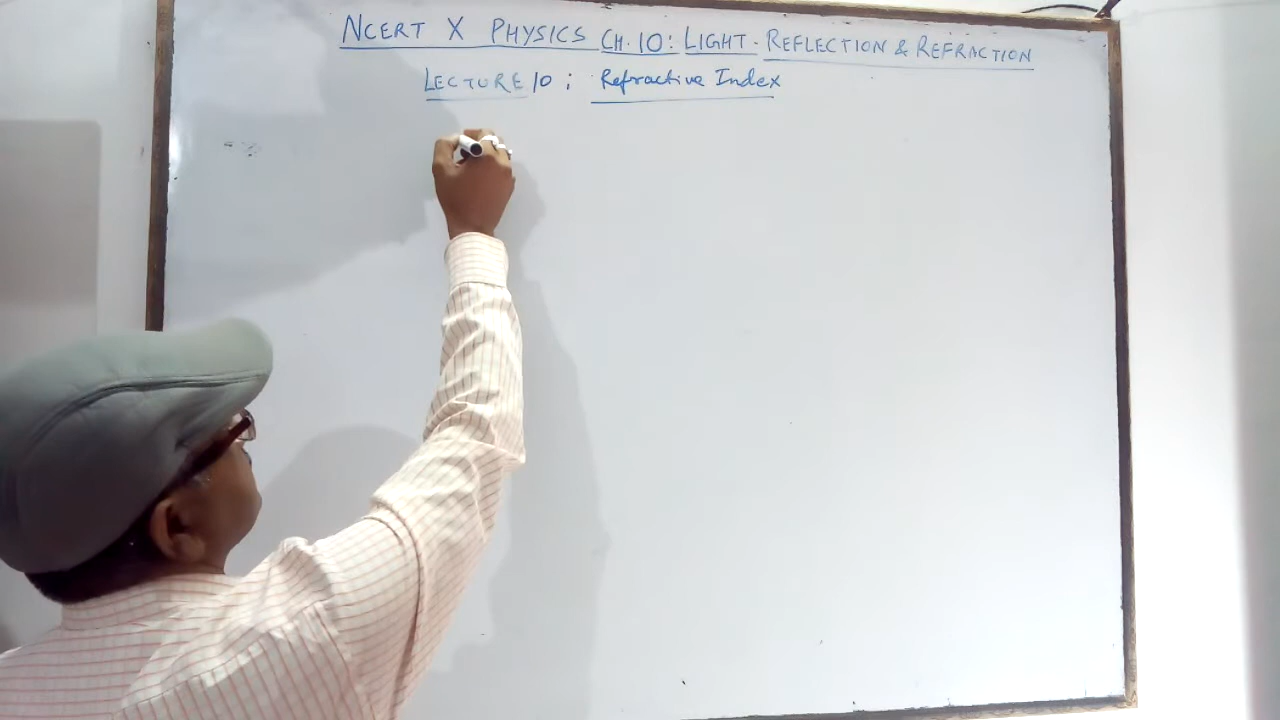 NCERT X PHYSICS CH.10: LIGHT-REFLECTION & REFRACTION
LECTURE 10 ; Refractive Index